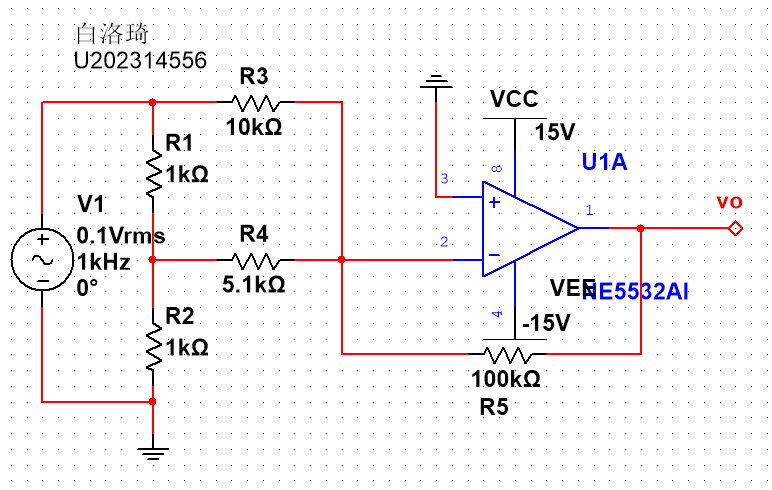 白洛琦
U202314556
R3
10kΩ
VCC
15V
R1
1kΩ
U1A
3
8
+
V1
0.1Vrms
1kHz
0°
+
R4
5.1kΩ
2
1
vo
VEE
NE5532AI
4
-15V
R2
1kΩ
100kΩ
R5